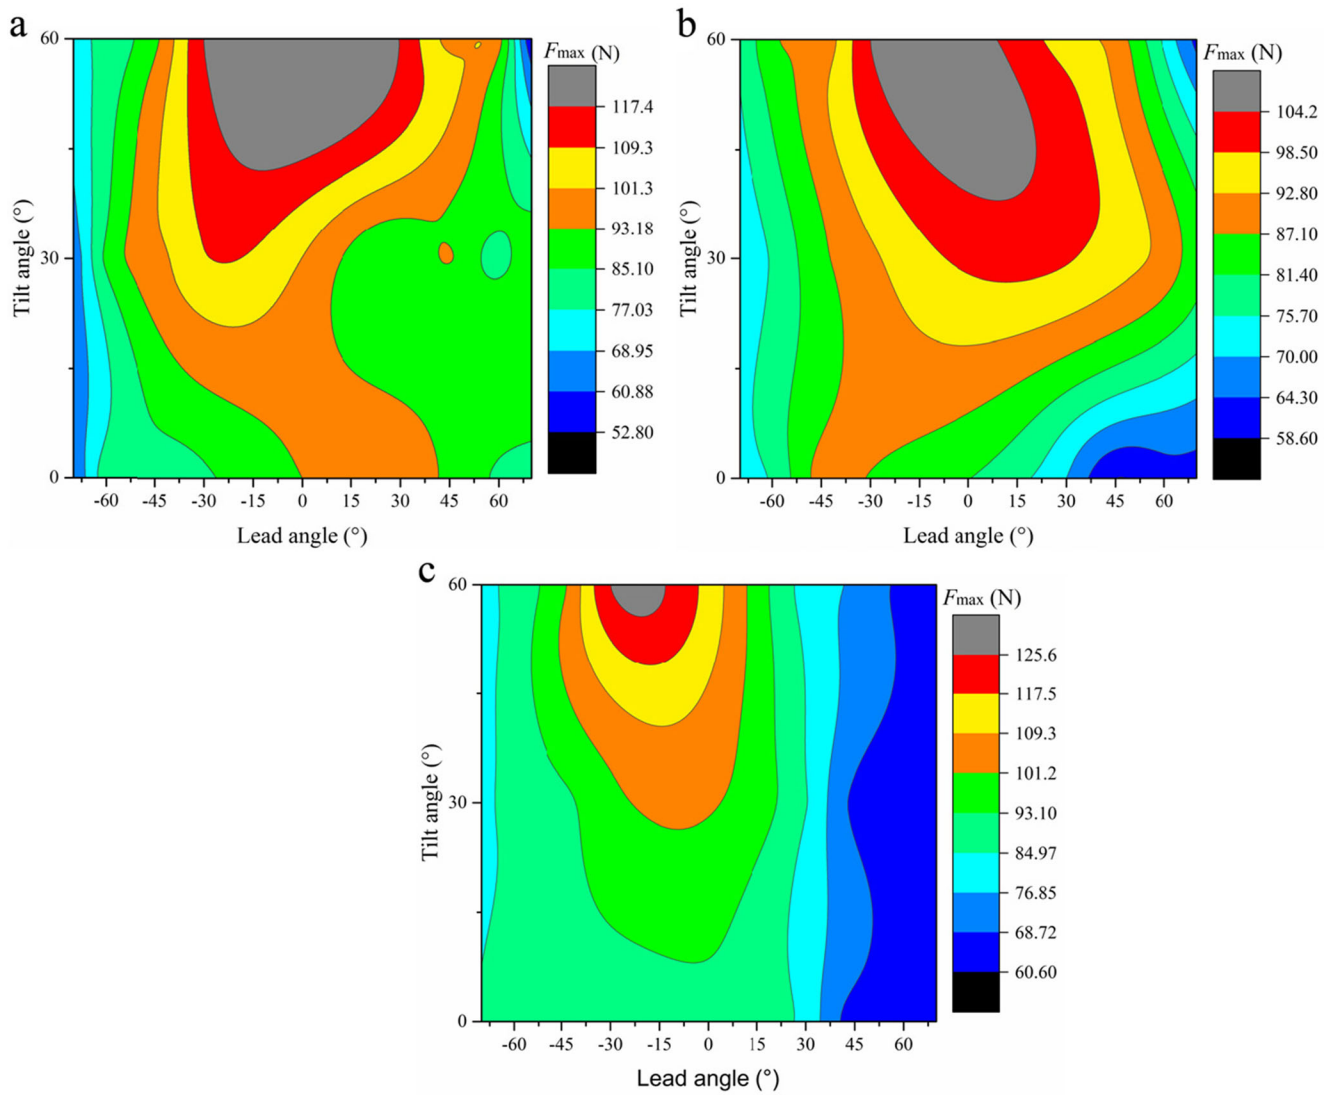 a
F max (N)
60
30
0
Tilt angle (°)
117.4
109.3
101.3
93.18
85.10
77.03
68.95
60.88
52.80
-60 -45 -30 -15 0 15 30 45 60
Lead angle (°)
b
F max (N)
60
30
0
Tilt angle (°)
104.2
98.50
92.80
87.10
81.40
75.70
70.00
64.30
58.60
-60 -45 -30 -15 0 15 30 45 60
Lead angle (°)
c
F max (N)
60
30
0
Tilt angle (°)
125.6
117.5
109.3
101.2
93.10
84.97
76.85
68.72
60.60
-60 -45 -30 -15 0 15 30 45 60
Lead angle (°)